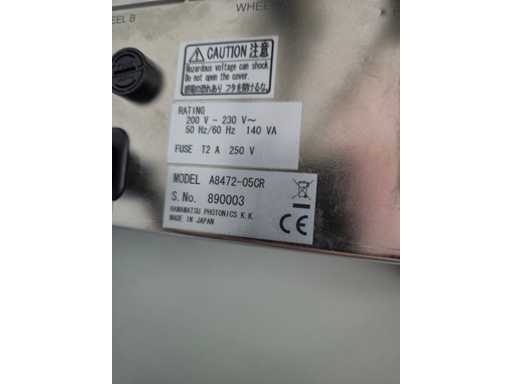 WHEEL B
WHEEL
CAUTION 注意
Hazardous voltage can shock
Do not open the cover.
感電の恐れあり フタを開けるな。
RATING
200 V - 230 V~
50 Hz/60 Hz 140 VA
FUSE T2 A 250 V
MODEL A8472-05CR
S.No. 890003
HAMAMATSU PHOTONICS K.K.
MADE IN JAPAN
CE